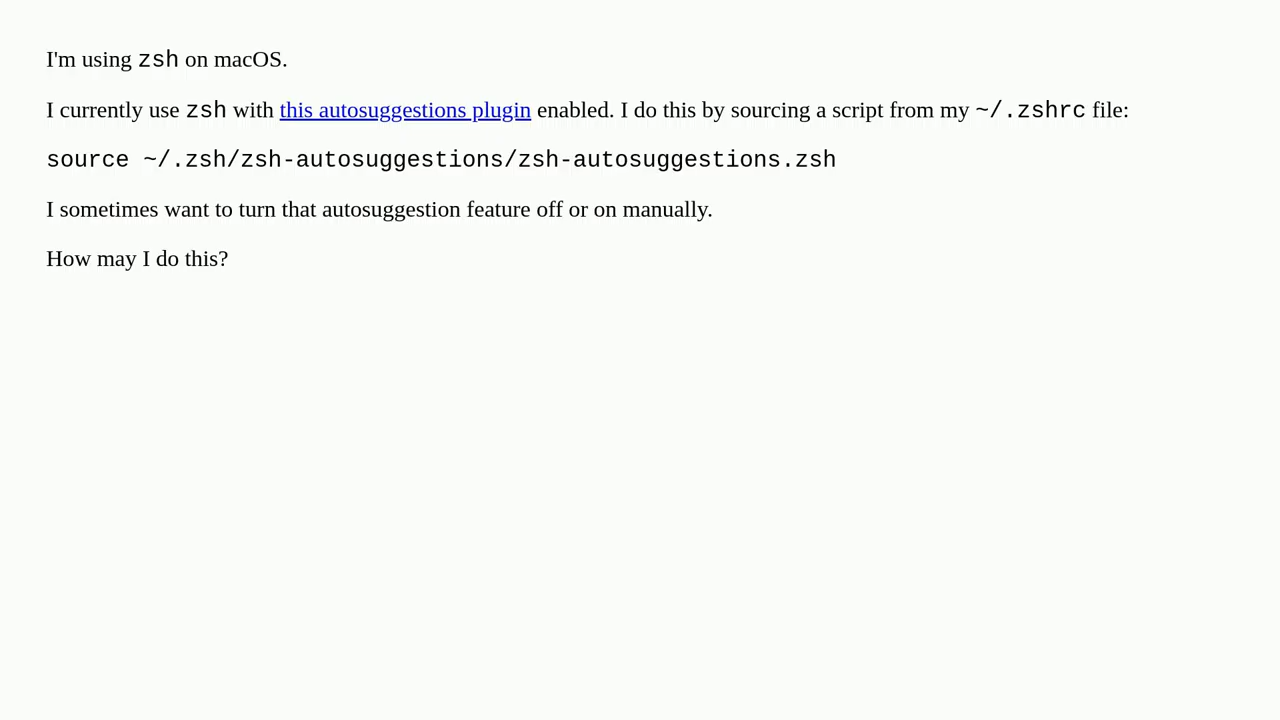 I'm using zsh on macOS.
I currently use zsh with this autosuggestions plugin enabled. I do this by sourcing a script from my ~/.zshrc file:
source ~/.zsh/zsh-autosuggestions/zsh-autosuggestions.zsh
I sometimes want to turn that autosuggestion feature off or on manually.
How may I do this?